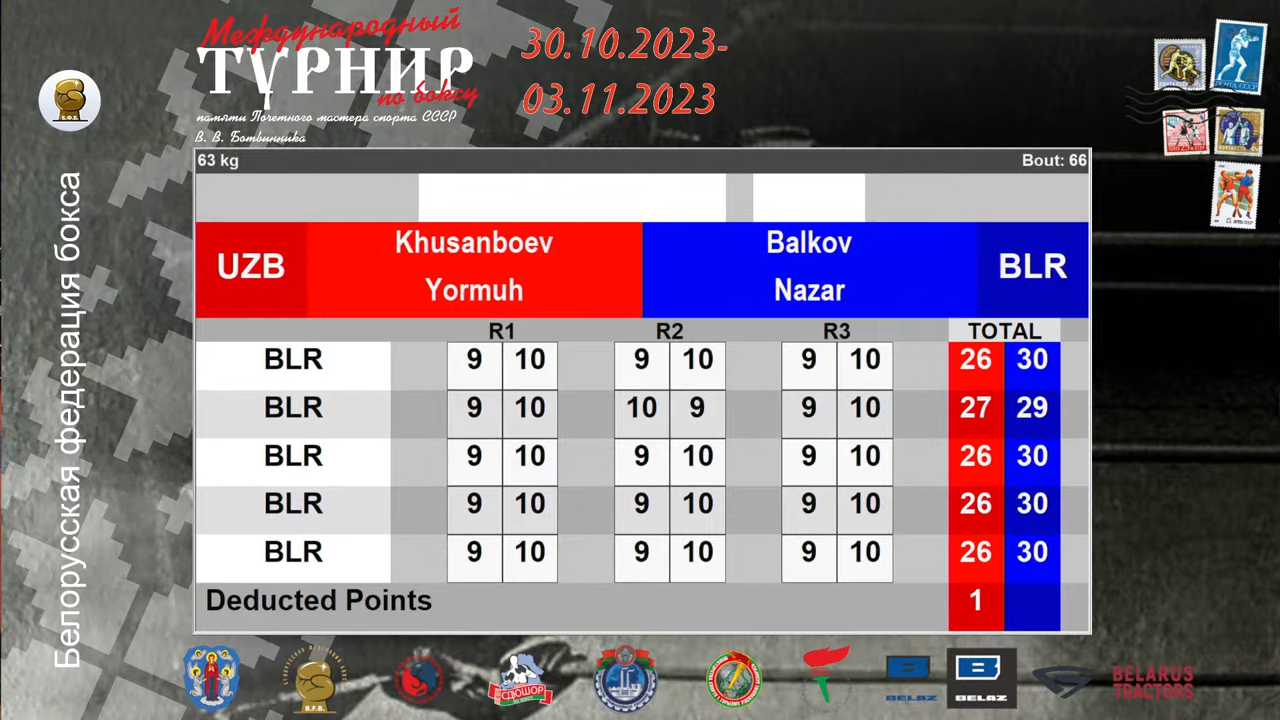 Международный
ТУРНИР
по боксу
памяти Почетного мастера спорта СССР
В. В. Ботвинника
30.10.2023-
03.11.2023
Белорусская федерация бокса
63 kg Bout: 66
UZB Khusanboev Yormuh Balkov Nazar BLR
R1 R2 R3 TOTAL
BLR 9 10 9 10 9 10 26 30
BLR 9 10 10 9 9 10 27 29
BLR 9 10 9 10 9 10 26 30
BLR 9 10 9 10 9 10 26 30
BLR 9 10 9 10 9 10 26 30
Deducted Points 1
B.F.B.
СДЮШОР
BELAZ
BELAZ
BELARUS
TRACTORS